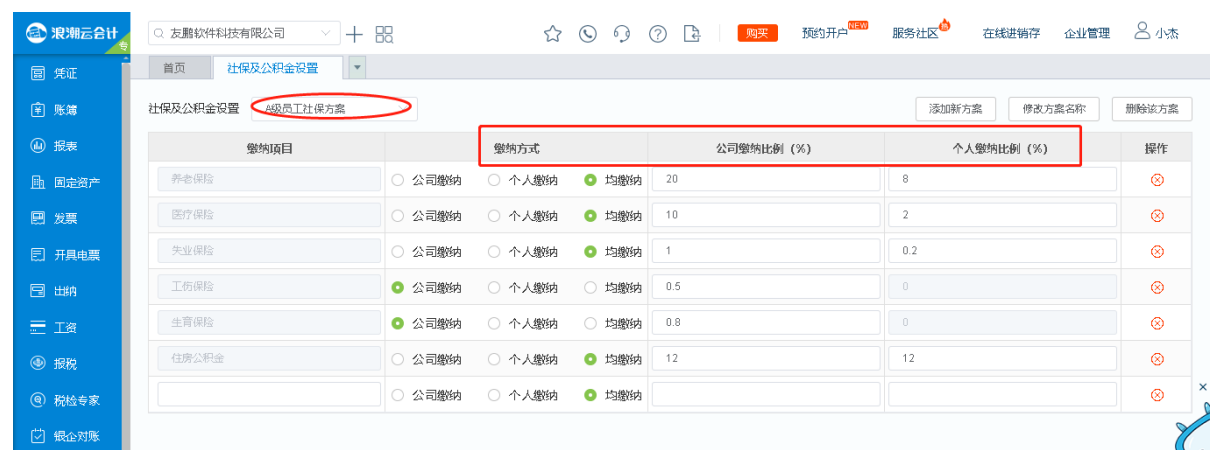 浪潮云会计
专
友鹏软件科技有限公司
购买
预约开户 NEW
服务社区
在线进销存
企业管理
小杰
首页
社保及公积金设置
凭证
账簿
报表
固定资产
发票
开具电票
出纳
工资
报税
税检专家
银企对账
社保及公积金设置 A级员工社保方案
添加新方案 修改方案名称 删除该方案
缴纳项目 缴纳方式 公司缴纳比例（%） 个人缴纳比例（%） 操作
养老保险 公司缴纳 个人缴纳 均缴纳 20 8
医疗保险 公司缴纳 个人缴纳 均缴纳 10 2
失业保险 公司缴纳 个人缴纳 均缴纳 1 0.2
工伤保险 公司缴纳 个人缴纳 均缴纳 0.5 0
生育保险 公司缴纳 个人缴纳 均缴纳 0.8 0
住房公积金 公司缴纳 个人缴纳 均缴纳 12 12
公司缴纳 个人缴纳 均缴纳